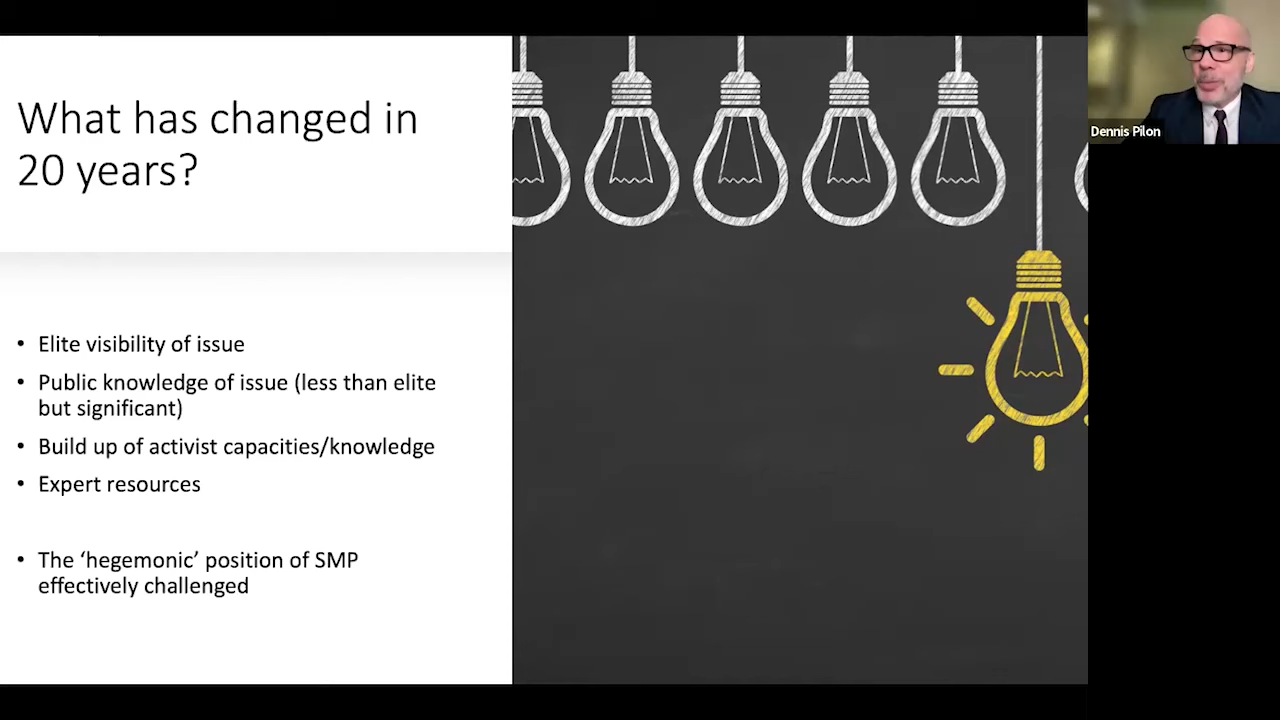 What has changed in
20 years?
• Elite visibility of issue
• Public knowledge of issue (less than elite
but significant)
• Build up of activist capacities/knowledge
• Expert resources
• The ‘hegemonic’ position of SMP
effectively challenged
Dennis Pilon